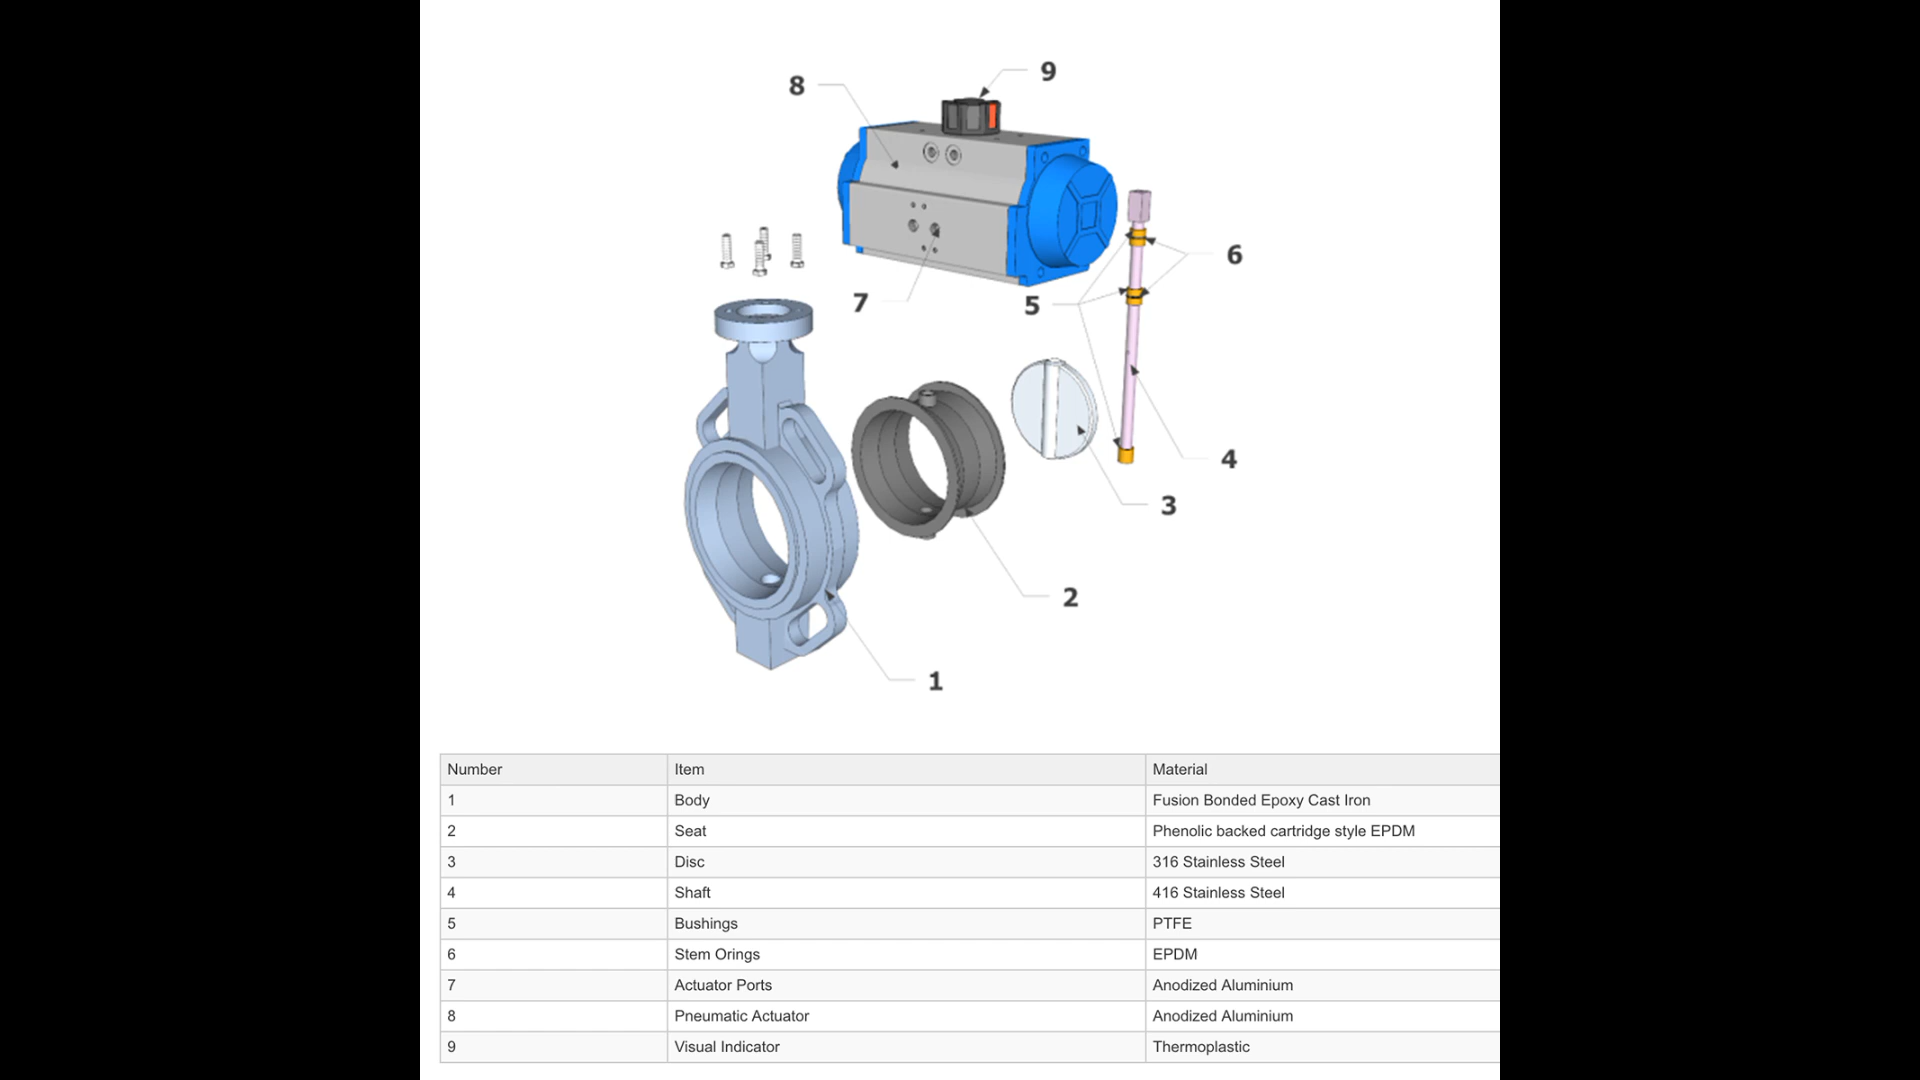 9
8
6
5
7
4
3
2
1
Number Item Material
1 Body Fusion Bonded Epoxy Cast Iron
2 Seat Phenolic backed cartridge style EPDM
3 Disc 316 Stainless Steel
4 Shaft 416 Stainless Steel
5 Bushings PTFE
6 Stem Orings EPDM
7 Actuator Ports Anodized Aluminium
8 Pneumatic Actuator Anodized Aluminium
9 Visual Indicator Thermoplastic